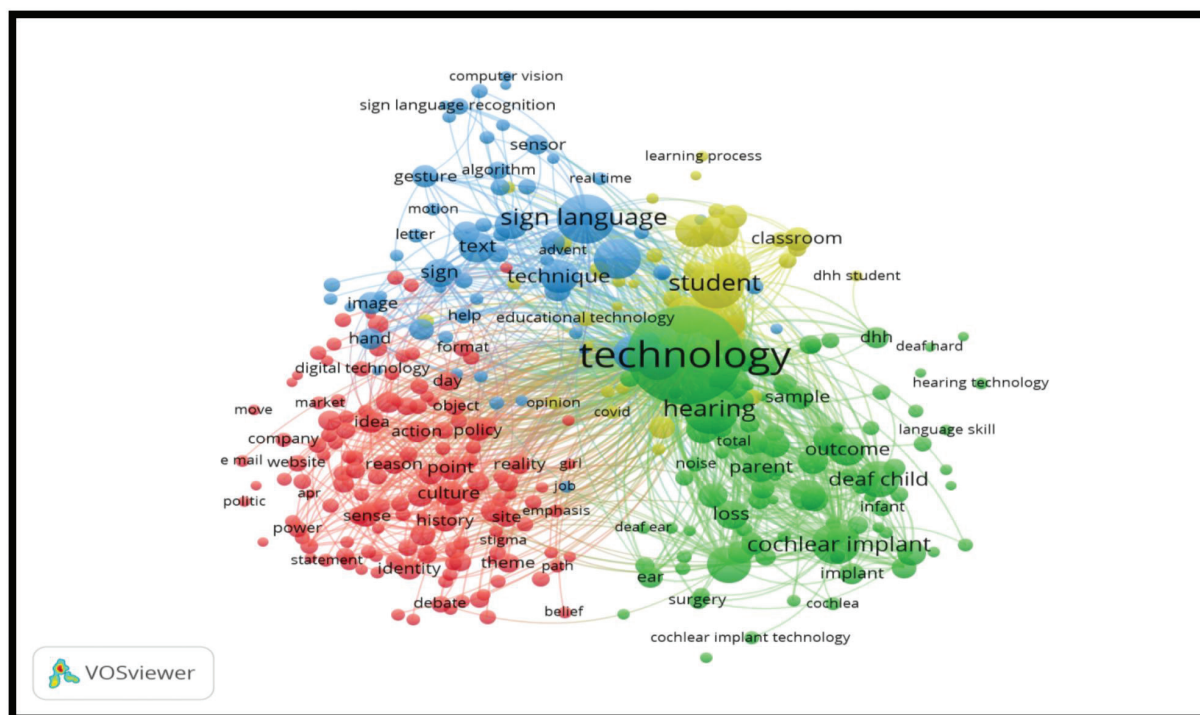 computer vision
sign language recognition
sensor
learning process
gesture
algorithm
real time
motion
sign language
letter
text
advent
classroom
sign
technique
student
dhh student
image
help
educational technology
hand
format
technology
dhh
deaf hard
digital technology
day
hearing technology
move
market
object
opinion
covid
hearing
sample
idea
action
policy
language skill
company
total
outcome
e mail
website
reason
point
reality
girl
noise
parent
deaf child
politic
apr
culture
job
infant
power
sense
history
site
emphasis
deaf ear
loss
statement
stigma
cochlear implant
identity
theme
path
ear
implant
debate
belief
surgery
cochlea
cochlear implant technology
VOSviewer